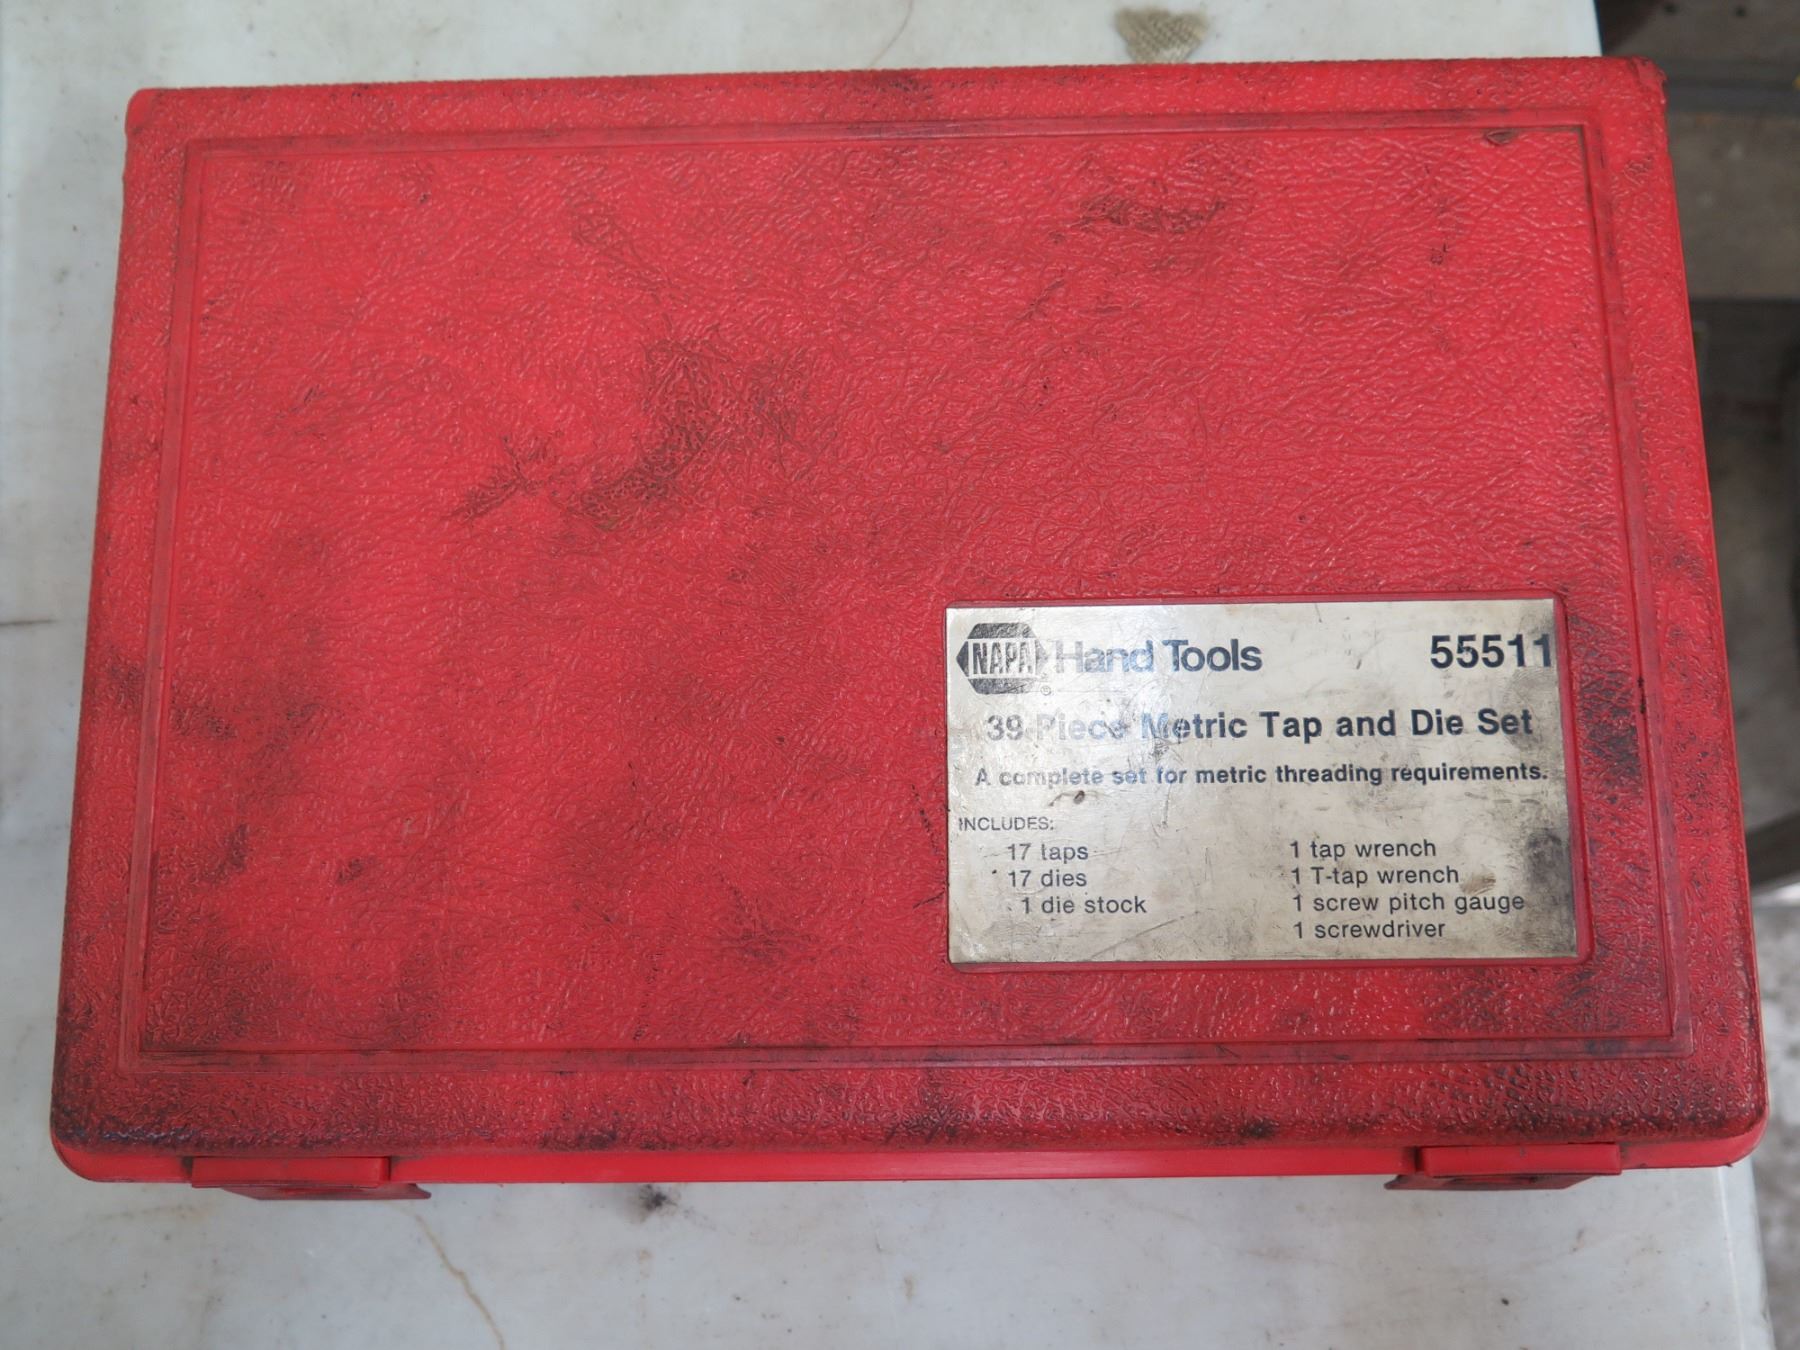 NAPA Hand Tools 55511
®
39-Piece Metric Tap and Die Set
A complete set for metric threading requirements.
INCLUDES:
17 taps 1 tap wrench
17 dies 1 T-tap wrench
1 die stock 1 screw pitch gauge
1 screwdriver